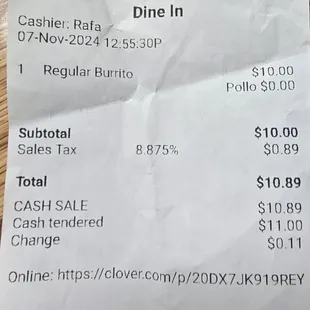 Dine In
Cashier: Rafa
07-Nov-2024 12:55:30P
1 Regular Burrito $10.00
Pollo $0.00
Subtotal $10.00
Sales Tax 8.875% $0.89
Total $10.89
CASH SALE $10.89
Cash tendered $11.00
Change $0.11
Online: https://clover.com/p/20DX7JK919REY